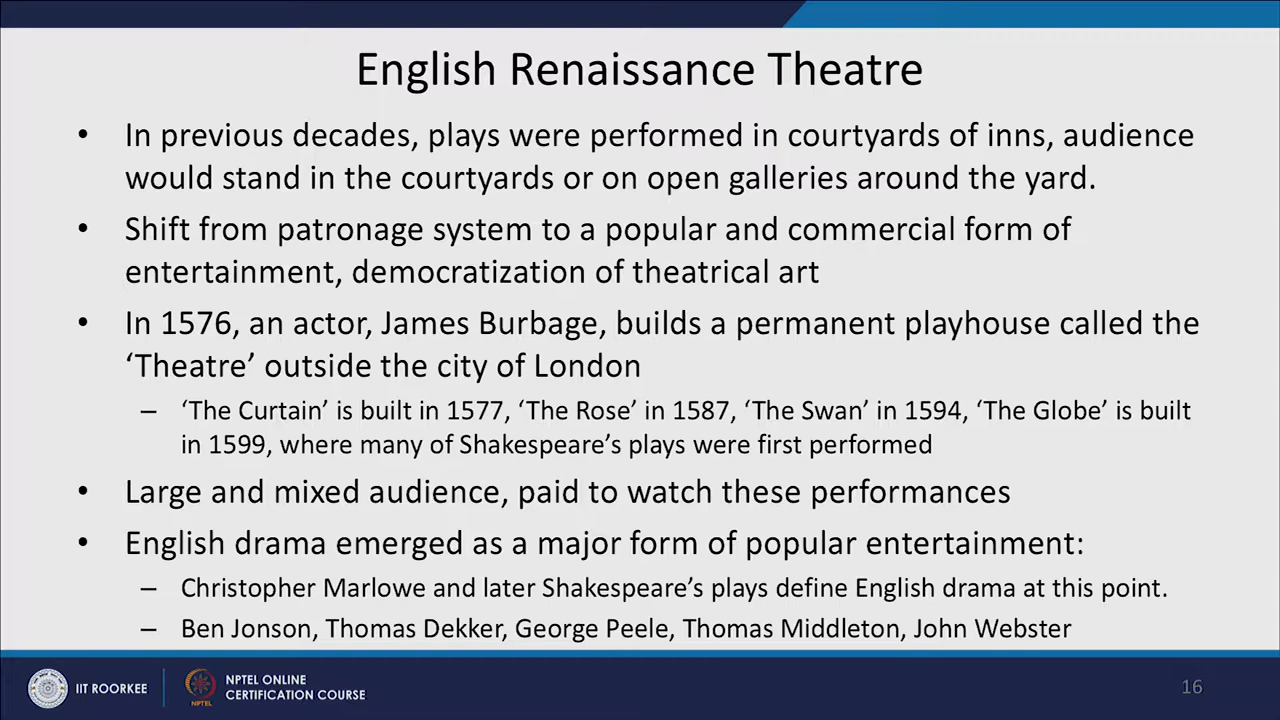 English Renaissance Theatre
• In previous decades, plays were performed in courtyards of inns, audience
would stand in the courtyards or on open galleries around the yard.
• Shift from patronage system to a popular and commercial form of
entertainment, democratization of theatrical art
• In 1576, an actor, James Burbage, builds a permanent playhouse called the
‘Theatre’ outside the city of London
– ‘The Curtain’ is built in 1577, ‘The Rose’ in 1587, ‘The Swan’ in 1594, ‘The Globe’ is built
in 1599, where many of Shakespeare’s plays were first performed
• Large and mixed audience, paid to watch these performances
• English drama emerged as a major form of popular entertainment:
– Christopher Marlowe and later Shakespeare’s plays define English drama at this point.
– Ben Jonson, Thomas Dekker, George Peele, Thomas Middleton, John Webster
IIT ROORKEE
NPTEL
NPTEL ONLINE
CERTIFICATION COURSE
16